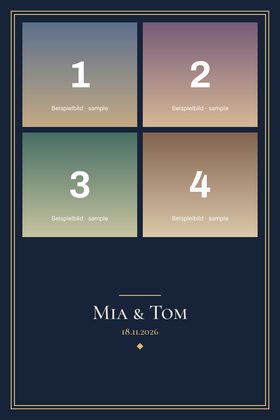 1
2
Beispielbild · sample
Beispielbild · sample
3
4
Beispielbild · sample
Beispielbild · sample
Mia & Tom
18.11.2026